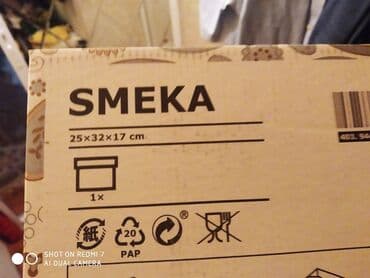 SMEKA
25×32×17 cm
1×
紙
20
PAP
®
SHOT ON REDMI 7
AI DUAL CAMERA